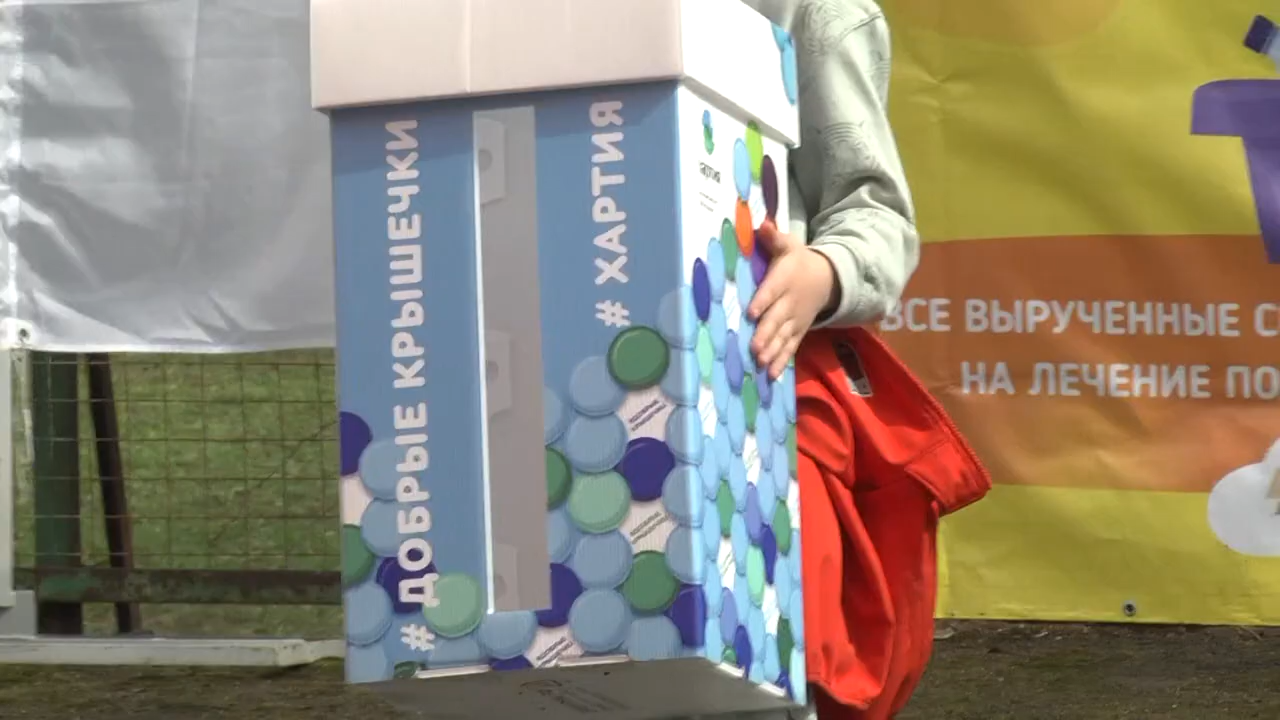 # ДОБРЫЕ КРЫШЕЧКИ
# ХАРТИЯ
ВСЕ ВЫРУЧЕННЫЕ С
НА ЛЕЧЕНИЕ ПО